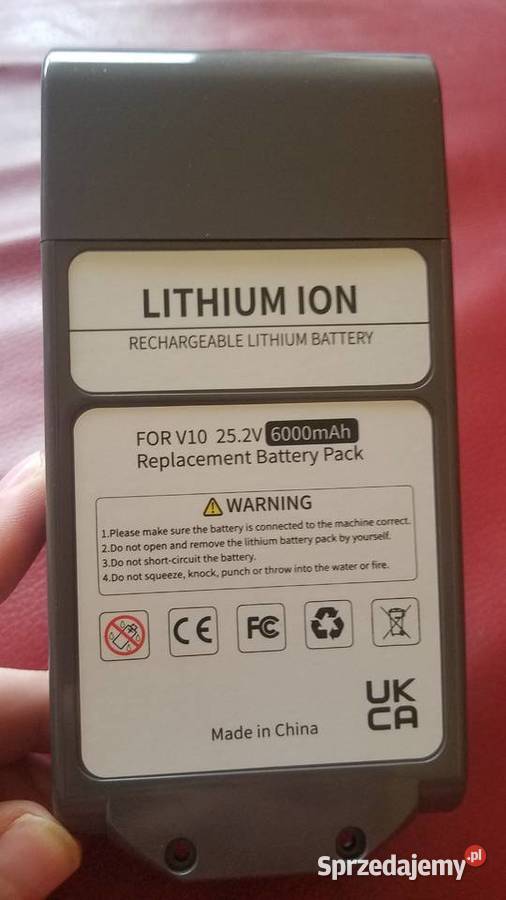 LITHIUM ION
RECHARGEABLE LITHIUM BATTERY
FOR V10 25.2V 6000mAh
Replacement Battery Pack
WARNING
1.Please make sure the battery is connected to the machine correct.
2.Do not open and remove the lithium battery pack by yourself.
3.Do not short-circuit the battery.
4.Do not squeeze, knock, punch or throw into the water or fire.
CE FC
UK
CA
Made in China
Sprzedajemy.pl